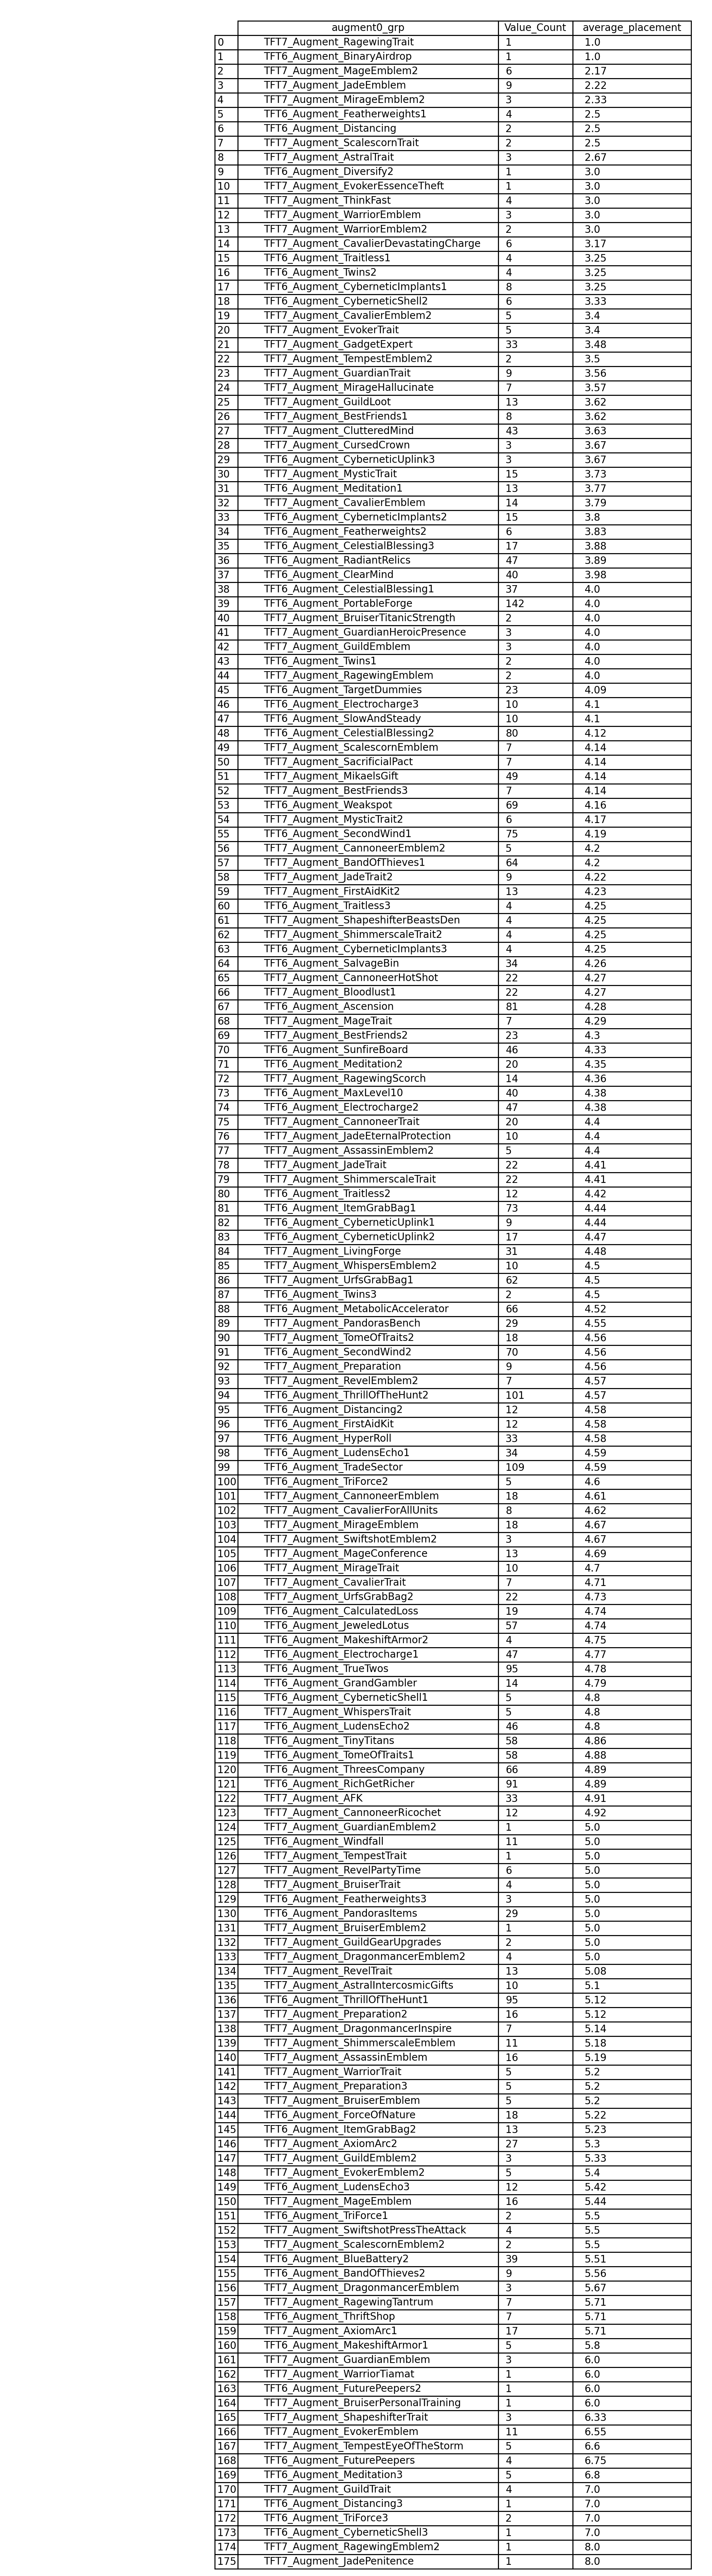 augment0_grp Value_Count average_placement
0 TFT7_Augment_RagewingTrait 1 1.0
1 TFT6_Augment_BinaryAirdrop 1 1.0
2 TFT7_Augment_MageEmblem2 6 2.17
3 TFT7_Augment_JadeEmblem 9 2.22
4 TFT7_Augment_MirageEmblem2 3 2.33
5 TFT6_Augment_Featherweights1 4 2.5
6 TFT6_Augment_Distancing 2 2.5
7 TFT7_Augment_ScalescornTrait 2 2.5
8 TFT7_Augment_AstralTrait 3 2.67
9 TFT6_Augment_Diversify2 1 3.0
10 TFT7_Augment_EvokerEssenceTheft 1 3.0
11 TFT7_Augment_ThinkFast 4 3.0
12 TFT7_Augment_WarriorEmblem 3 3.0
13 TFT7_Augment_WarriorEmblem2 2 3.0
14 TFT7_Augment_CavalierDevastatingCharge 6 3.17
15 TFT6_Augment_Traitless1 4 3.25
16 TFT6_Augment_Twins2 4 3.25
17 TFT6_Augment_CyberneticImplants1 8 3.25
18 TFT6_Augment_CyberneticShell2 6 3.33
19 TFT7_Augment_CavalierEmblem2 5 3.4
20 TFT7_Augment_EvokerTrait 5 3.4
21 TFT7_Augment_GadgetExpert 33 3.48
22 TFT7_Augment_TempestEmblem2 2 3.5
23 TFT7_Augment_GuardianTrait 9 3.56
24 TFT7_Augment_MirageHallucinate 7 3.57
25 TFT7_Augment_GuildLoot 13 3.62
26 TFT7_Augment_BestFriends1 8 3.62
27 TFT7_Augment_ClutteredMind 43 3.63
28 TFT7_Augment_CursedCrown 3 3.67
29 TFT6_Augment_CyberneticUplink3 3 3.67
30 TFT7_Augment_MysticTrait 15 3.73
31 TFT6_Augment_Meditation1 13 3.77
32 TFT7_Augment_CavalierEmblem 14 3.79
33 TFT6_Augment_CyberneticImplants2 15 3.8
34 TFT6_Augment_Featherweights2 6 3.83
35 TFT6_Augment_CelestialBlessing3 17 3.88
36 TFT6_Augment_RadiantRelics 47 3.89
37 TFT6_Augment_ClearMind 40 3.98
38 TFT6_Augment_CelestialBlessing1 37 4.0
39 TFT6_Augment_PortableForge 142 4.0
40 TFT7_Augment_BruiserTitanicStrength 2 4.0
41 TFT7_Augment_GuardianHeroicPresence 3 4.0
42 TFT7_Augment_GuildEmblem 3 4.0
43 TFT6_Augment_Twins1 2 4.0
44 TFT7_Augment_RagewingEmblem 2 4.0
45 TFT6_Augment_TargetDummies 23 4.09
46 TFT6_Augment_Electrocharge3 10 4.1
47 TFT6_Augment_SlowAndSteady 10 4.1
48 TFT6_Augment_CelestialBlessing2 80 4.12
49 TFT7_Augment_ScalescornEmblem 7 4.14
50 TFT7_Augment_SacrificialPact 7 4.14
51 TFT7_Augment_MikaelsGift 49 4.14
52 TFT7_Augment_BestFriends3 7 4.14
53 TFT6_Augment_Weakspot 69 4.16
54 TFT7_Augment_MysticTrait2 6 4.17
55 TFT6_Augment_SecondWind1 75 4.19
56 TFT7_Augment_CannoneerEmblem2 5 4.2
57 TFT7_Augment_BandOfThieves1 64 4.2
58 TFT7_Augment_JadeTrait2 9 4.22
59 TFT7_Augment_FirstAidKit2 13 4.23
60 TFT6_Augment_Traitless3 4 4.25
61 TFT7_Augment_ShapeshifterBeastsDen 4 4.25
62 TFT7_Augment_ShimmerscaleTrait2 4 4.25
63 TFT6_Augment_CyberneticImplants3 4 4.25
64 TFT6_Augment_SalvageBin 34 4.26
65 TFT7_Augment_CannoneerHotShot 22 4.27
66 TFT7_Augment_Bloodlust1 22 4.27
67 TFT6_Augment_Ascension 81 4.28
68 TFT7_Augment_MageTrait 7 4.29
69 TFT7_Augment_BestFriends2 23 4.3
70 TFT6_Augment_SunfireBoard 46 4.33
71 TFT6_Augment_Meditation2 20 4.35
72 TFT7_Augment_RagewingScorch 14 4.36
73 TFT6_Augment_MaxLevel10 40 4.38
74 TFT6_Augment_Electrocharge2 47 4.38
75 TFT7_Augment_CannoneerTrait 20 4.4
76 TFT7_Augment_JadeEternalProtection 10 4.4
77 TFT7_Augment_AssassinEmblem2 5 4.4
78 TFT7_Augment_JadeTrait 22 4.41
79 TFT7_Augment_ShimmerscaleTrait 22 4.41
80 TFT6_Augment_Traitless2 12 4.42
81 TFT6_Augment_ItemGrabBag1 73 4.44
82 TFT6_Augment_CyberneticUplink1 9 4.44
83 TFT6_Augment_CyberneticUplink2 17 4.47
84 TFT7_Augment_LivingForge 31 4.48
85 TFT7_Augment_WhispersEmblem2 10 4.5
86 TFT7_Augment_UrfsGrabBag1 62 4.5
87 TFT6_Augment_Twins3 2 4.5
88 TFT6_Augment_MetabolicAccelerator 66 4.52
89 TFT7_Augment_PandorasBench 29 4.55
90 TFT7_Augment_TomeOfTraits2 18 4.56
91 TFT6_Augment_SecondWind2 70 4.56
92 TFT7_Augment_Preparation 9 4.56
93 TFT7_Augment_RevelEmblem2 7 4.57
94 TFT6_Augment_ThrillOfTheHunt2 101 4.57
95 TFT6_Augment_Distancing2 12 4.58
96 TFT6_Augment_FirstAidKit 12 4.58
97 TFT6_Augment_HyperRoll 33 4.58
98 TFT6_Augment_LudensEcho1 34 4.59
99 TFT6_Augment_TradeSector 109 4.59
100 TFT6_Augment_TriForce2 5 4.6
101 TFT7_Augment_CannoneerEmblem 18 4.61
102 TFT7_Augment_CavalierForAllUnits 8 4.62
103 TFT7_Augment_MirageEmblem 18 4.67
104 TFT7_Augment_SwiftshotEmblem2 3 4.67
105 TFT7_Augment_MageConference 13 4.69
106 TFT7_Augment_MirageTrait 10 4.7
107 TFT7_Augment_CavalierTrait 7 4.71
108 TFT7_Augment_UrfsGrabBag2 22 4.73
109 TFT6_Augment_CalculatedLoss 19 4.74
110 TFT6_Augment_JeweledLotus 57 4.74
111 TFT6_Augment_MakeshiftArmor2 4 4.75
112 TFT6_Augment_Electrocharge1 47 4.77
113 TFT6_Augment_TrueTwos 95 4.78
114 TFT6_Augment_GrandGambler 14 4.79
115 TFT6_Augment_CyberneticShell1 5 4.8
116 TFT7_Augment_WhispersTrait 5 4.8
117 TFT6_Augment_LudensEcho2 46 4.8
118 TFT6_Augment_TinyTitans 58 4.86
119 TFT6_Augment_TomeOfTraits1 58 4.88
120 TFT6_Augment_ThreesCompany 66 4.89
121 TFT6_Augment_RichGetRicher 91 4.89
122 TFT7_Augment_AFK 33 4.91
123 TFT7_Augment_CannoneerRicochet 12 4.92
124 TFT7_Augment_GuardianEmblem2 1 5.0
125 TFT6_Augment_Windfall 11 5.0
126 TFT7_Augment_TempestTrait 1 5.0
127 TFT7_Augment_RevelPartyTime 6 5.0
128 TFT7_Augment_BruiserTrait 4 5.0
129 TFT6_Augment_Featherweights3 3 5.0
130 TFT6_Augment_PandorasItems 29 5.0
131 TFT7_Augment_BruiserEmblem2 1 5.0
132 TFT7_Augment_GuildGearUpgrades 2 5.0
133 TFT7_Augment_DragonmancerEmblem2 4 5.0
134 TFT7_Augment_RevelTrait 13 5.08
135 TFT7_Augment_AstralIntercosmicGifts 10 5.1
136 TFT6_Augment_ThrillOfTheHunt1 95 5.12
137 TFT7_Augment_Preparation2 16 5.12
138 TFT7_Augment_DragonmancerInspire 7 5.14
139 TFT7_Augment_ShimmerscaleEmblem 11 5.18
140 TFT7_Augment_AssassinEmblem 16 5.19
141 TFT7_Augment_WarriorTrait 5 5.2
142 TFT7_Augment_Preparation3 5 5.2
143 TFT7_Augment_BruiserEmblem 5 5.2
144 TFT6_Augment_ForceOfNature 18 5.22
145 TFT6_Augment_ItemGrabBag2 13 5.23
146 TFT7_Augment_AxiomArc2 27 5.3
147 TFT7_Augment_GuildEmblem2 3 5.33
148 TFT7_Augment_EvokerEmblem2 5 5.4
149 TFT6_Augment_LudensEcho3 12 5.42
150 TFT7_Augment_MageEmblem 16 5.44
151 TFT6_Augment_TriForce1 2 5.5
152 TFT7_Augment_SwiftshotPressTheAttack 4 5.5
153 TFT7_Augment_ScalescornEmblem2 2 5.5
154 TFT6_Augment_BlueBattery2 39 5.51
155 TFT6_Augment_BandOfThieves2 9 5.56
156 TFT7_Augment_DragonmancerEmblem 3 5.67
157 TFT7_Augment_RagewingTantrum 7 5.71
158 TFT6_Augment_ThriftShop 7 5.71
159 TFT7_Augment_AxiomArc1 17 5.71
160 TFT6_Augment_MakeshiftArmor1 5 5.8
161 TFT7_Augment_GuardianEmblem 3 6.0
162 TFT7_Augment_WarriorTiamat 1 6.0
163 TFT6_Augment_FuturePeepers2 1 6.0
164 TFT7_Augment_BruiserPersonalTraining 1 6.0
165 TFT7_Augment_ShapeshifterTrait 3 6.33
166 TFT7_Augment_EvokerEmblem 11 6.55
167 TFT7_Augment_TempestEyeOfTheStorm 5 6.6
168 TFT6_Augment_FuturePeepers 4 6.75
169 TFT6_Augment_Meditation3 5 6.8
170 TFT7_Augment_GuildTrait 4 7.0
171 TFT6_Augment_Distancing3 1 7.0
172 TFT6_Augment_TriForce3 2 7.0
173 TFT6_Augment_CyberneticShell3 1 7.0
174 TFT7_Augment_RagewingEmblem2 1 8.0
175 TFT7_Augment_JadePenitence 1 8.0